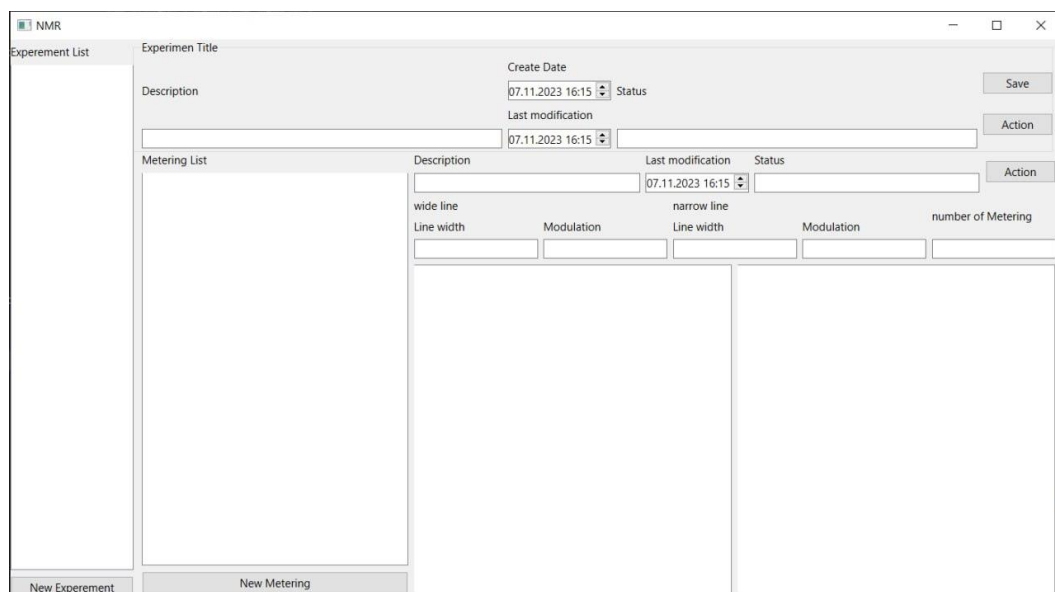 NMR
Experement List
Experimen Title
Create Date
Description
07.11.2023 16:15
Status
Save
Last modification
07.11.2023 16:15
Action
Metering List
Description
Last modification
Status
07.11.2023 16:15
Action
wide line
narrow line
Line width
Modulation
Line width
Modulation
number of Metering
New Experement
New Metering